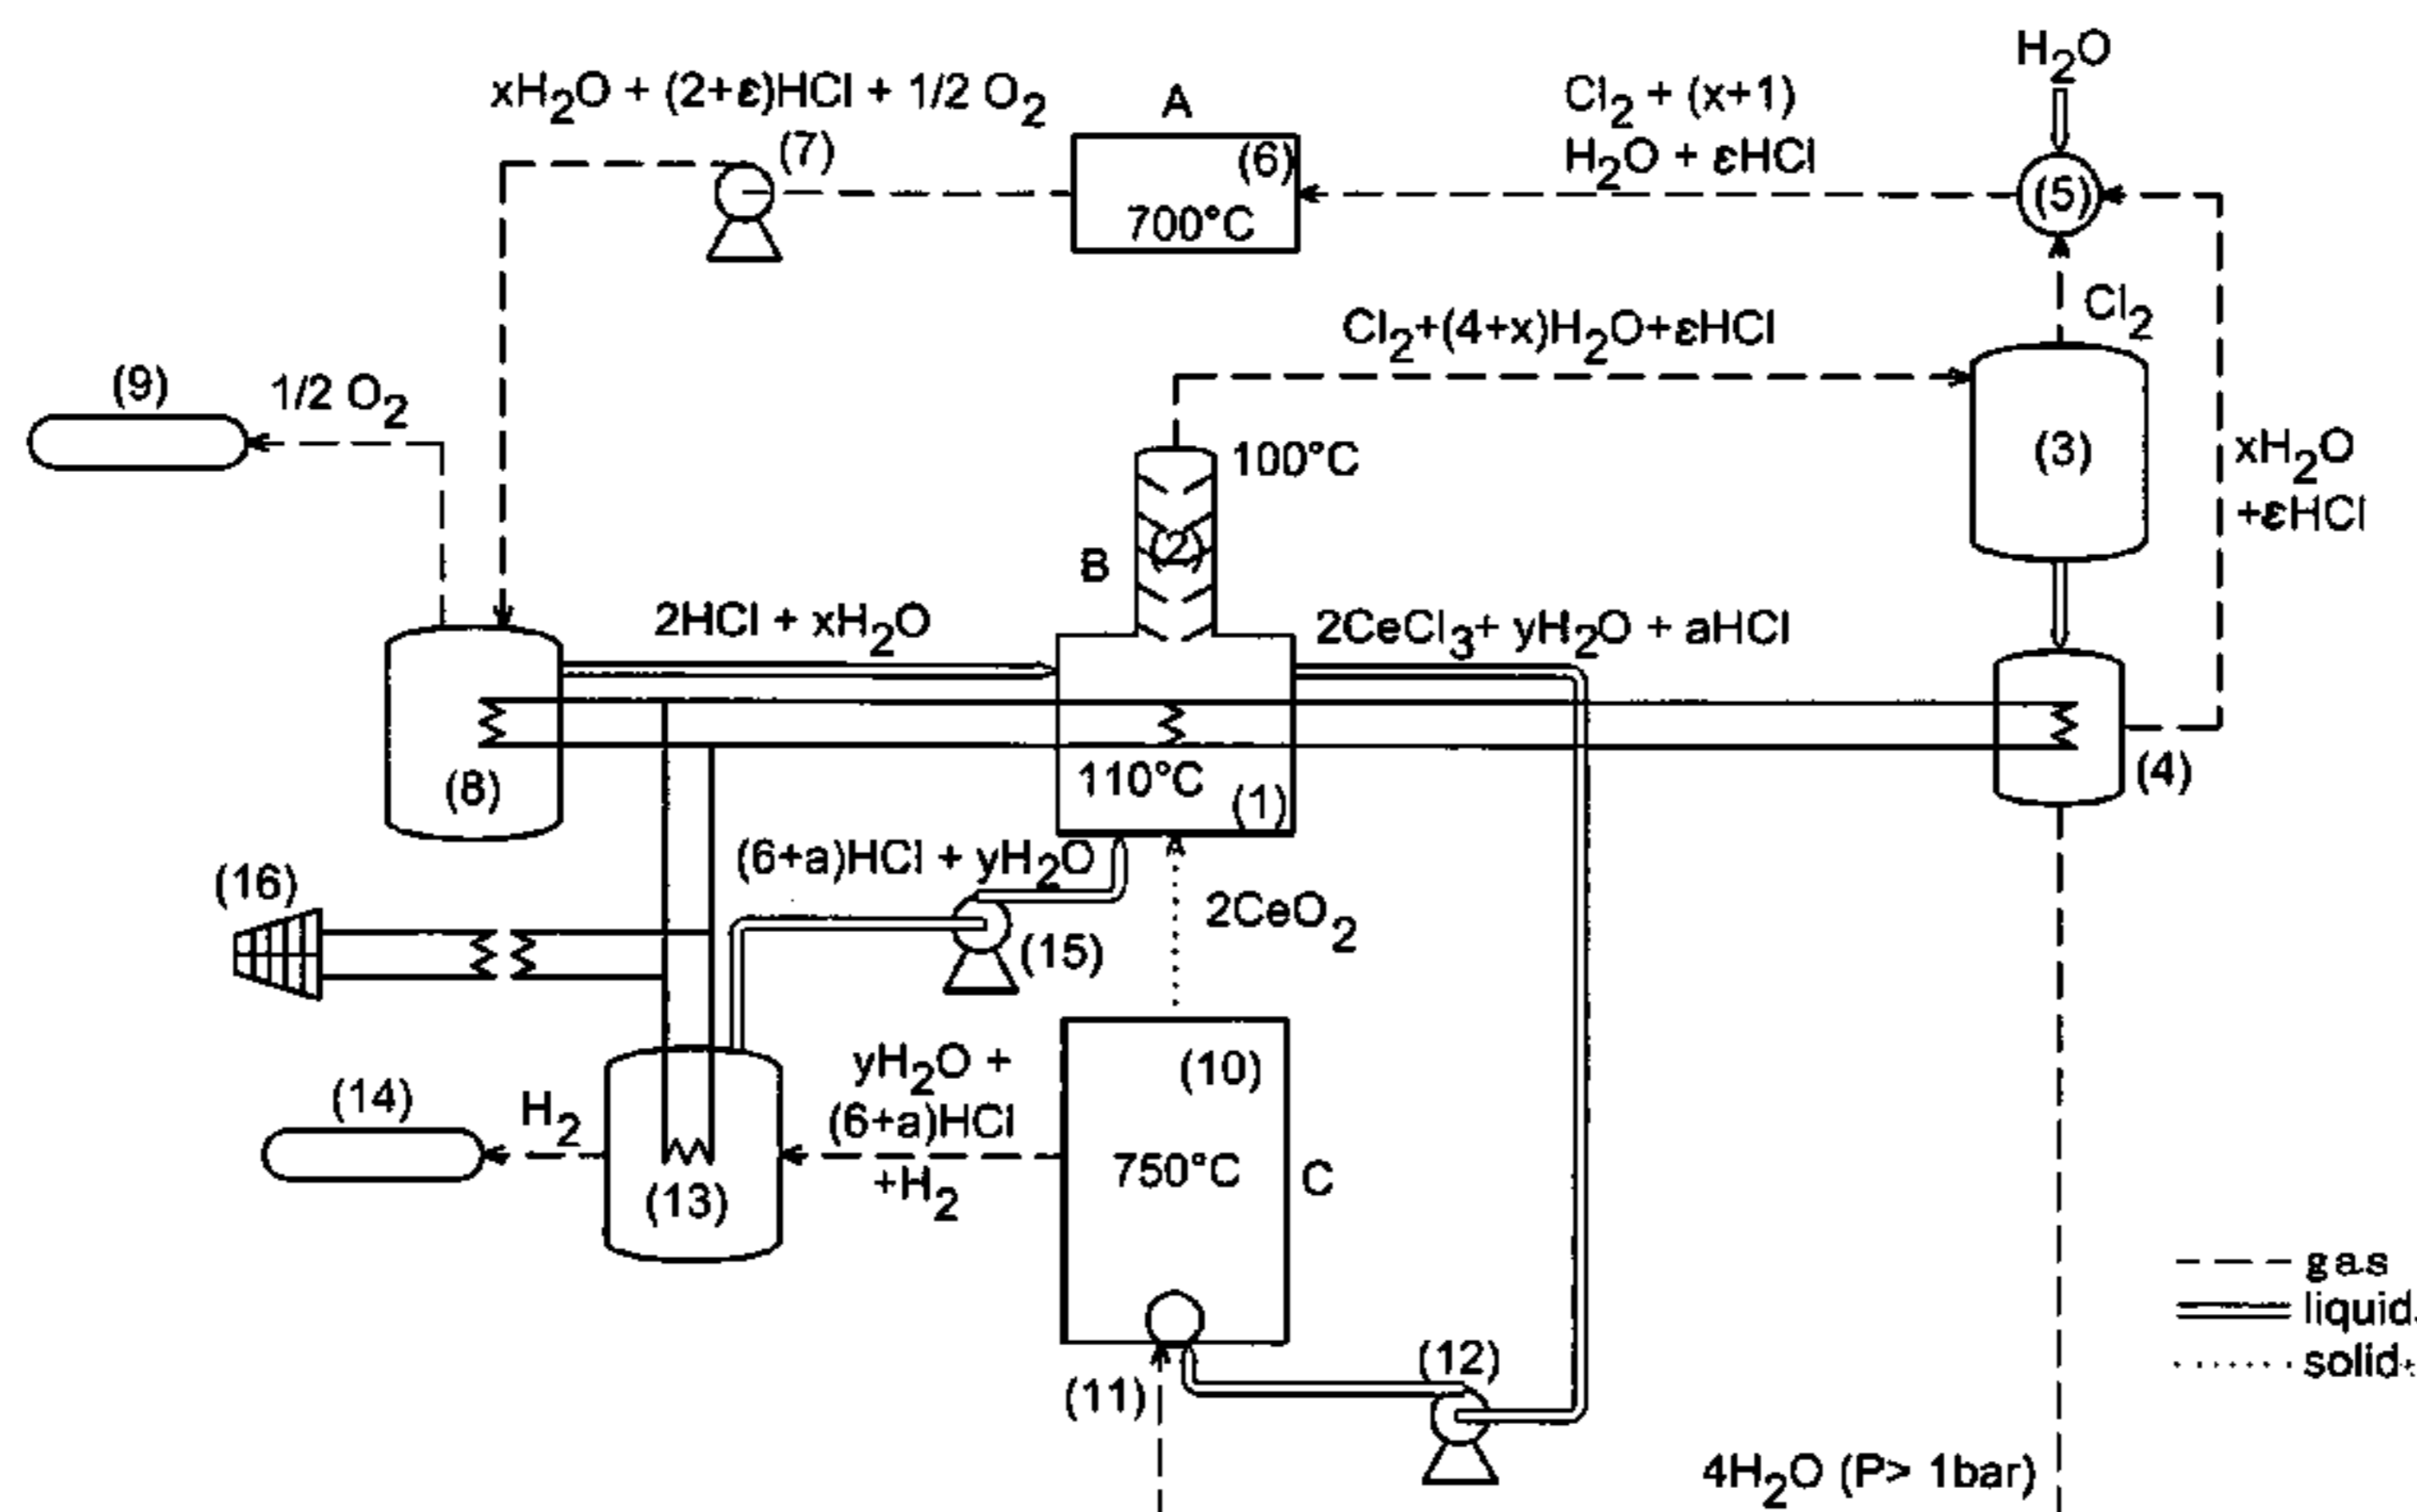 H2O
xH2O + (2+ε)HCl + 1/2 O2
A
Cl2 + (x+1)
H2O + εHCl
(7)
(6)
700°C
(5)
Cl2
Cl2+(4+x)H2O+εHCl
(9)
1/2 O2
100°C
(3)
xH2O
+εHCl
B
(2)
2HCl + xH2O
2CeCl3+ yH2O + aHCl
(8)
110°C
(1)
(4)
(16)
(6+a)HCl + yH2O
2CeO2
(15)
(14)
H2
yH2O +
(6+a)HCl
+H2
(10)
750°C
C
(13)
(11)
(12)
gas
liquid.
solid.
4H2O (P> 1bar)